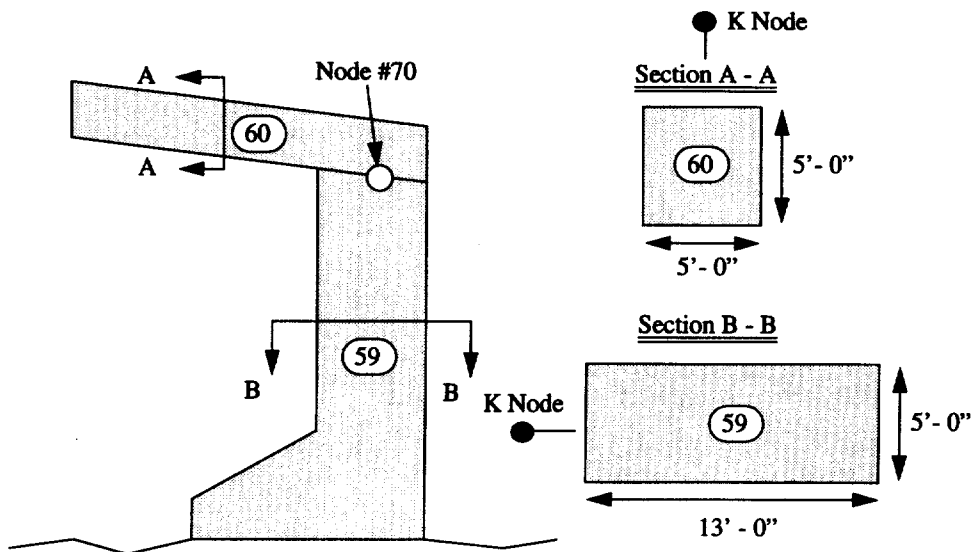 K Node
Section A - A
Node #70
A
60
A
60
5'- 0"
5'- 0"
Section B - B
59
B
B
K Node
59
5'- 0"
13' - 0"